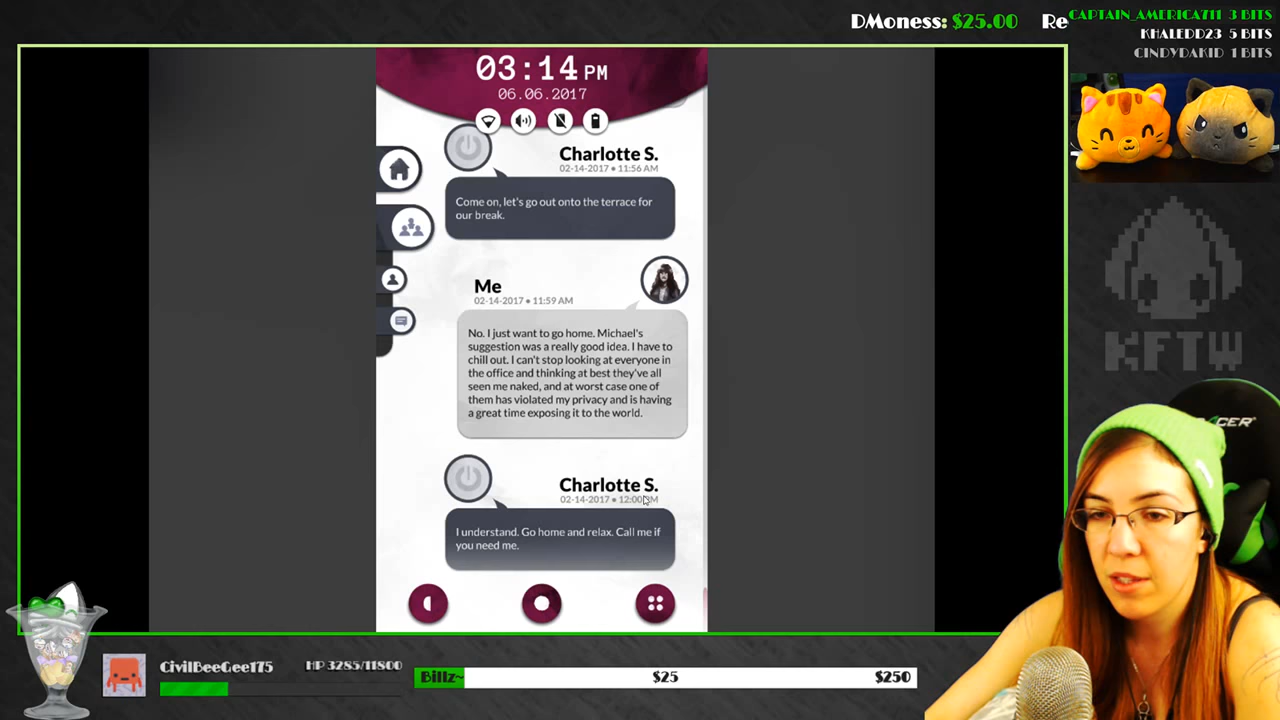 DMoness: $25.00 Re
CAPTAIN_AMERICA711 3 BITS
KHALEDD23 5 BITS
CINDYDAKID 1 BITS
03:14 PM
06.06.2017
Charlotte S.
02-14-2017 • 11:56 AM
Come on, let's go out onto the terrace for
our break.
Me
02-14-2017 • 11:59 AM
No. I just want to go home. Michael's
suggestion was a really good idea. I have to
chill out. I can't stop looking at everyone in
the office and thinking at best they've all
seen me naked, and at worst case one of
them has violated my privacy and is having
a great time exposing it to the world.
Charlotte S.
02-14-2017 • 12:00 PM
I understand. Go home and relax. Call me if
you need me.
KFTW
CivilBeeGee175
HP 3285/11800
Billz~
$25
$250